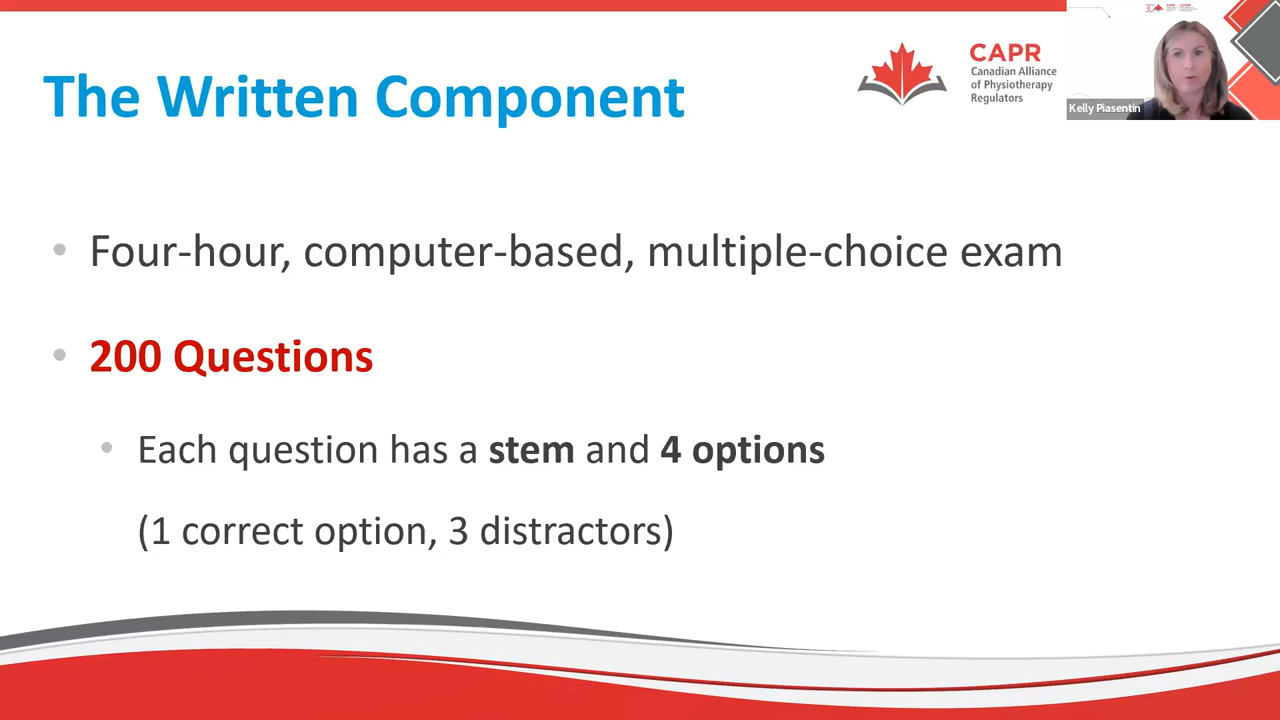 The Written Component
CAPR
Canadian Alliance
of Physiotherapy
Regulators
Kelly Piasentin
• Four-hour, computer-based, multiple-choice exam
• 200 Questions
• Each question has a stem and 4 options
(1 correct option, 3 distractors)